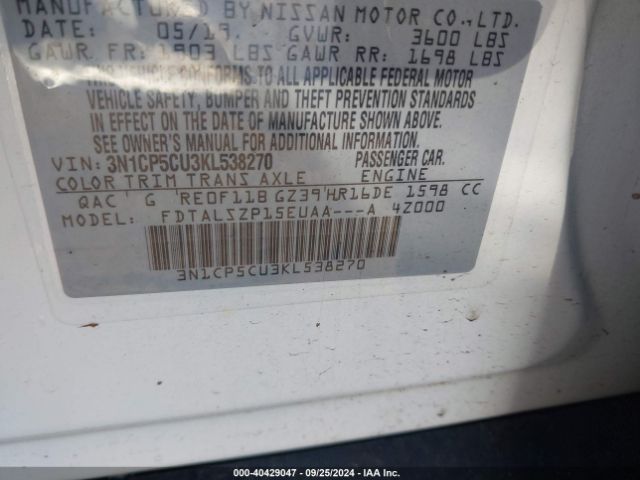 MANUFACTURED BY NISSAN MOTOR CO., LTD.
DATE: 05/19. GVWR: 3600 LBS
GAWR FR: 1903 LBS GAWR RR: 1698 LBS
THIS VEHICLE CONFORMS TO ALL APPLICABLE FEDERAL MOTOR
VEHICLE SAFETY, BUMPER AND THEFT PREVENTION STANDARDS
IN EFFECT ON THE DATE OF MANUFACTURE SHOWN ABOVE.
SEE OWNER'S MANUAL FOR ADDITIONAL INFORMATION.
VIN: 3N1CP5CU3KL538270 PASSENGER CAR.
COLOR TRIM TRANS AXLE ENGINE
QAC G RE0F11B GZ39 HR16DE 1598 CC
MODEL: FDTALSZP15EUAA---A 4Z000
3N1CP5CU3KL538270
000-40429047 - 09/25/2024 - IAA Inc.